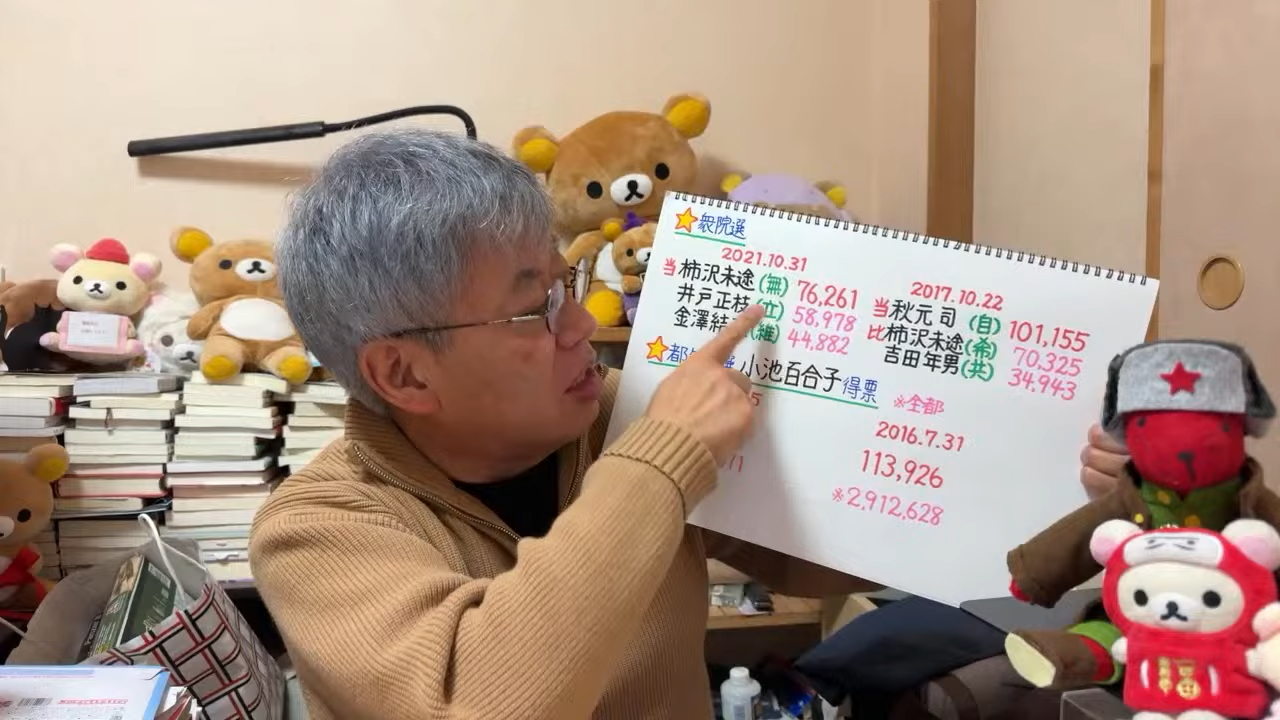 衆院選
2021.10.31
当 柿沢未途 (無) 76,261
井戸正枝 (立) 58,978
金澤結 (維) 44,882
2017.10.22
当 秋元司 (自) 101,155
比 柿沢未途 (希) 70,325
吉田年男 (共) 34,943
都 選 小池百合子 得票
※全都
2016.7.31
113,926
※2,912,628